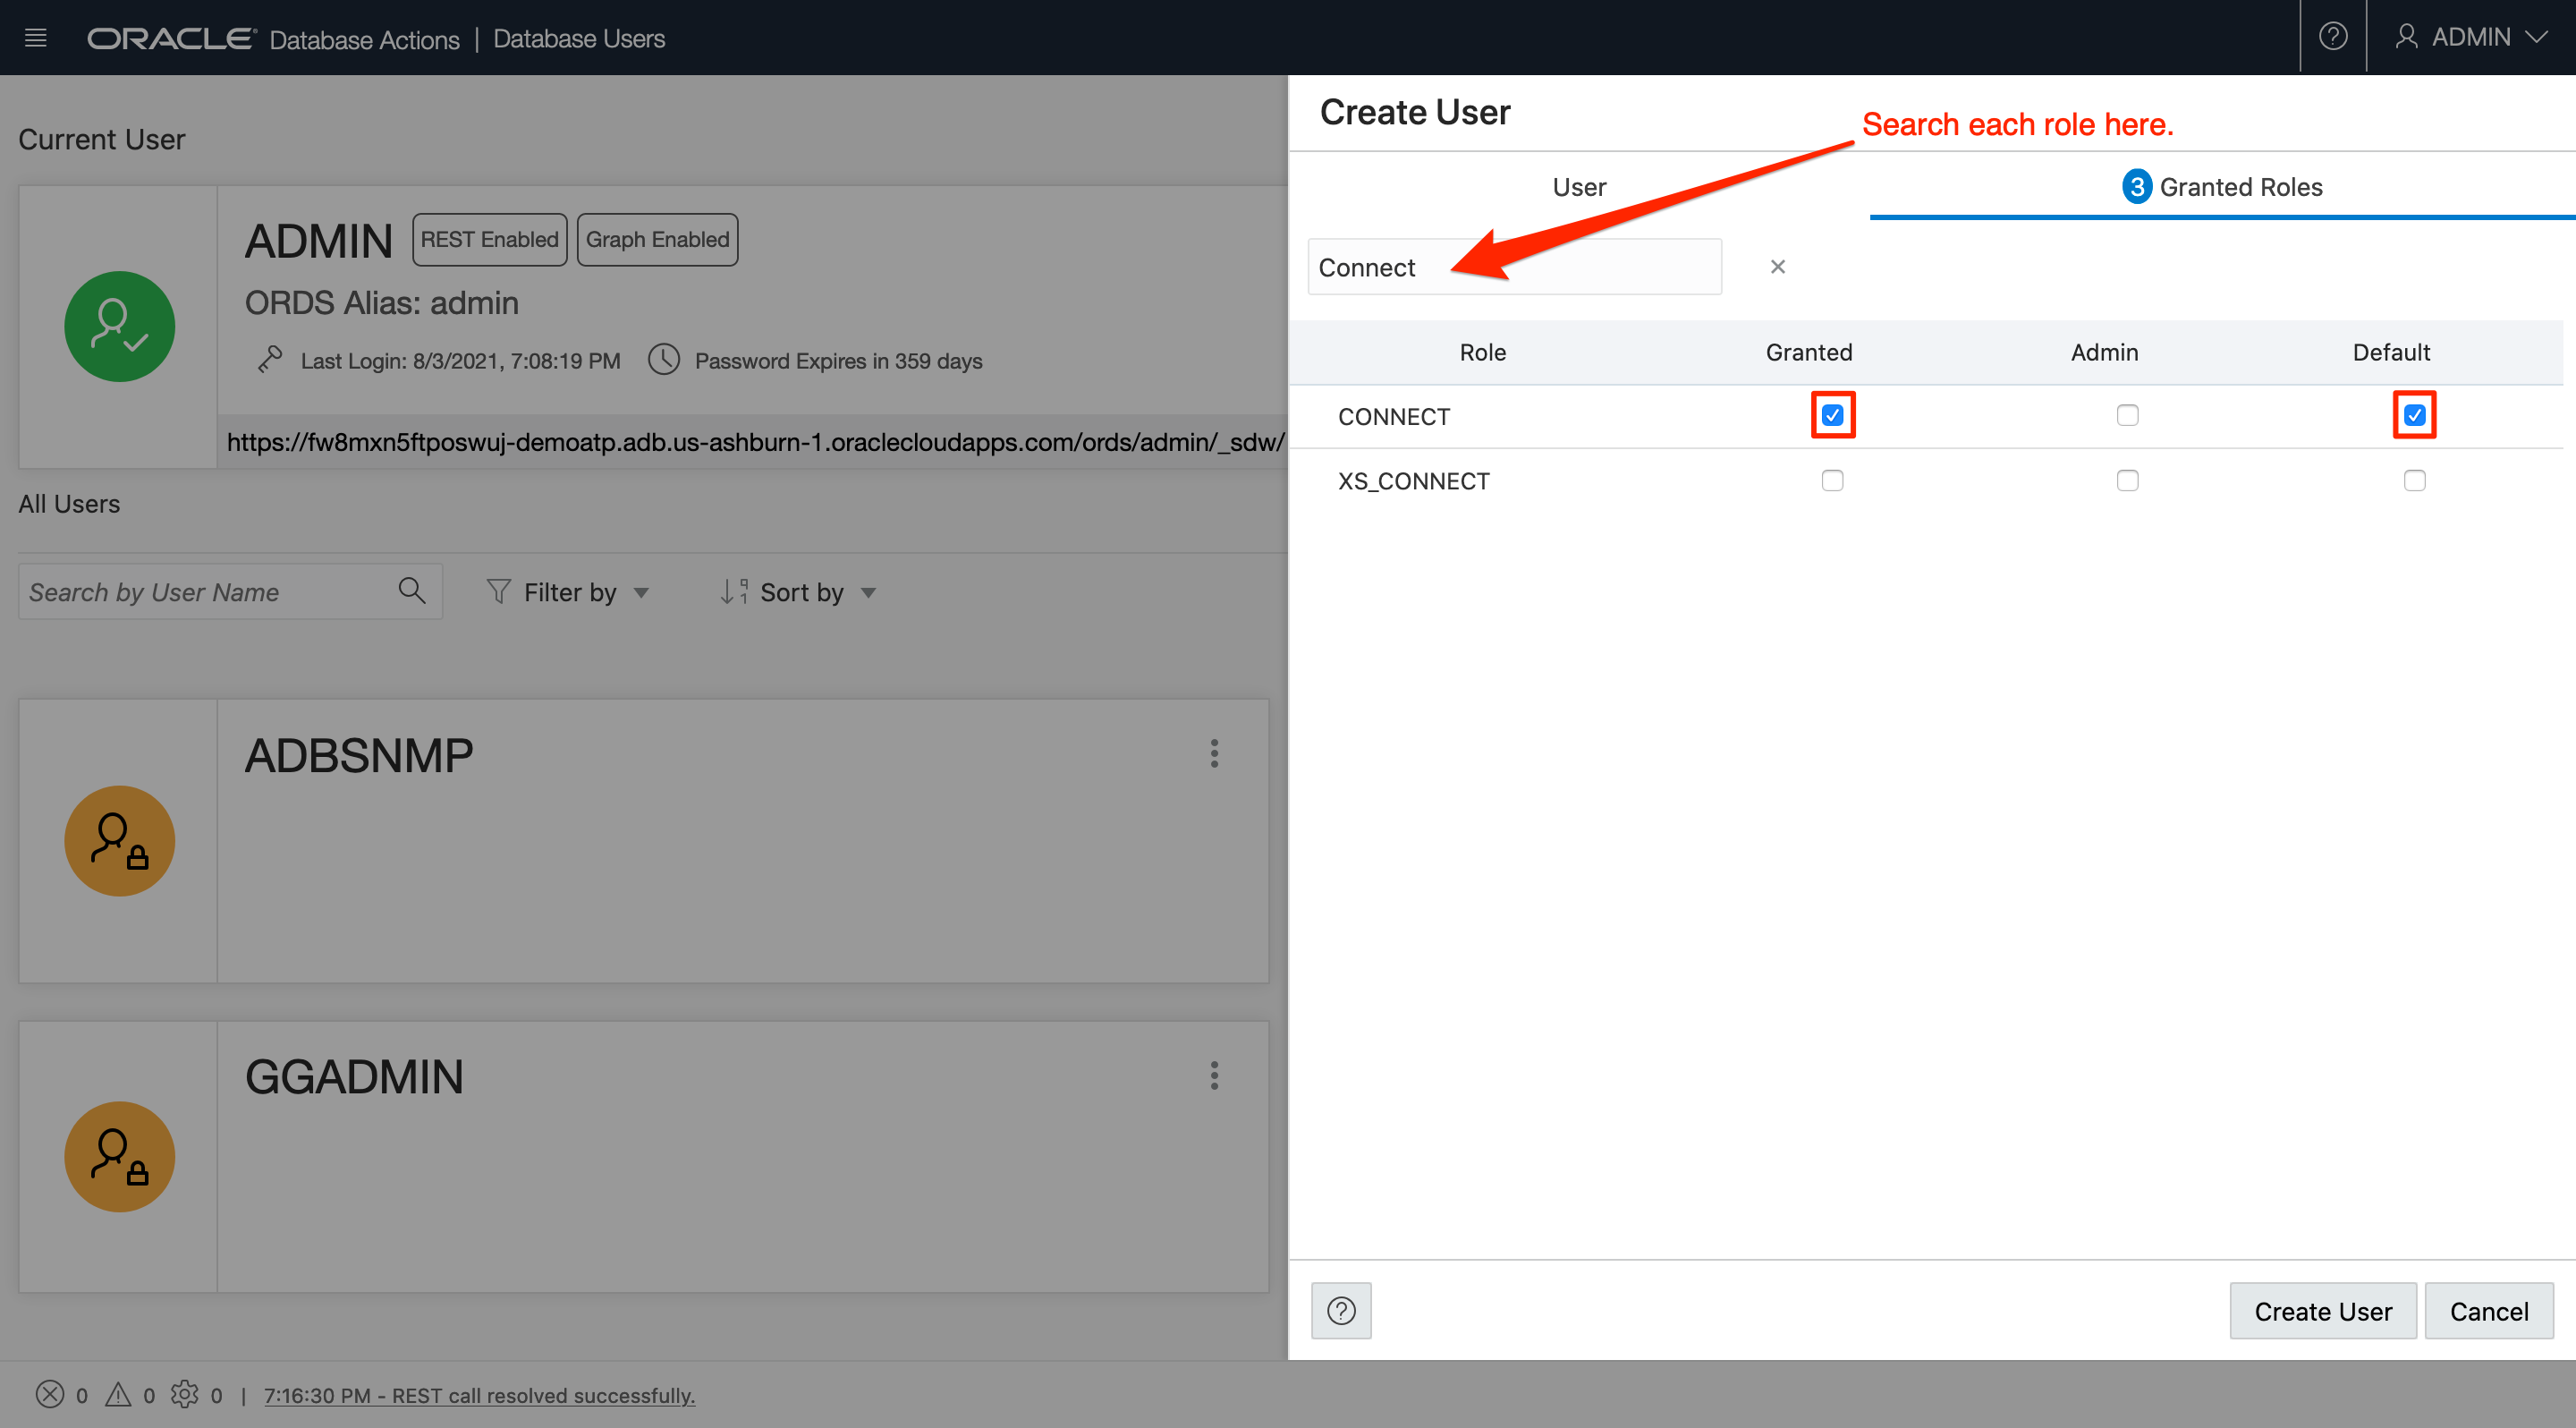 ORACLE Database Actions | Database Users
ADMIN
Current User
ADMIN REST Enabled Graph Enabled
ORDS Alias: admin
Last Login: 8/3/2021, 7:08:19 PM Password Expires in 359 days
https://fw8mxn5ftposwuj-demoatp.adb.us-ashburn-1.oraclecloudapps.com/ords/admin/_sdw/
All Users
Search by User Name Filter by Sort by
ADBSNMP
GGADMIN
Create User
Search each role here.
User 3 Granted Roles
Connect
Role Granted Admin Default
CONNECT
XS_CONNECT
Create User Cancel
0 0 0 | 7:16:30 PM - REST call resolved successfully.